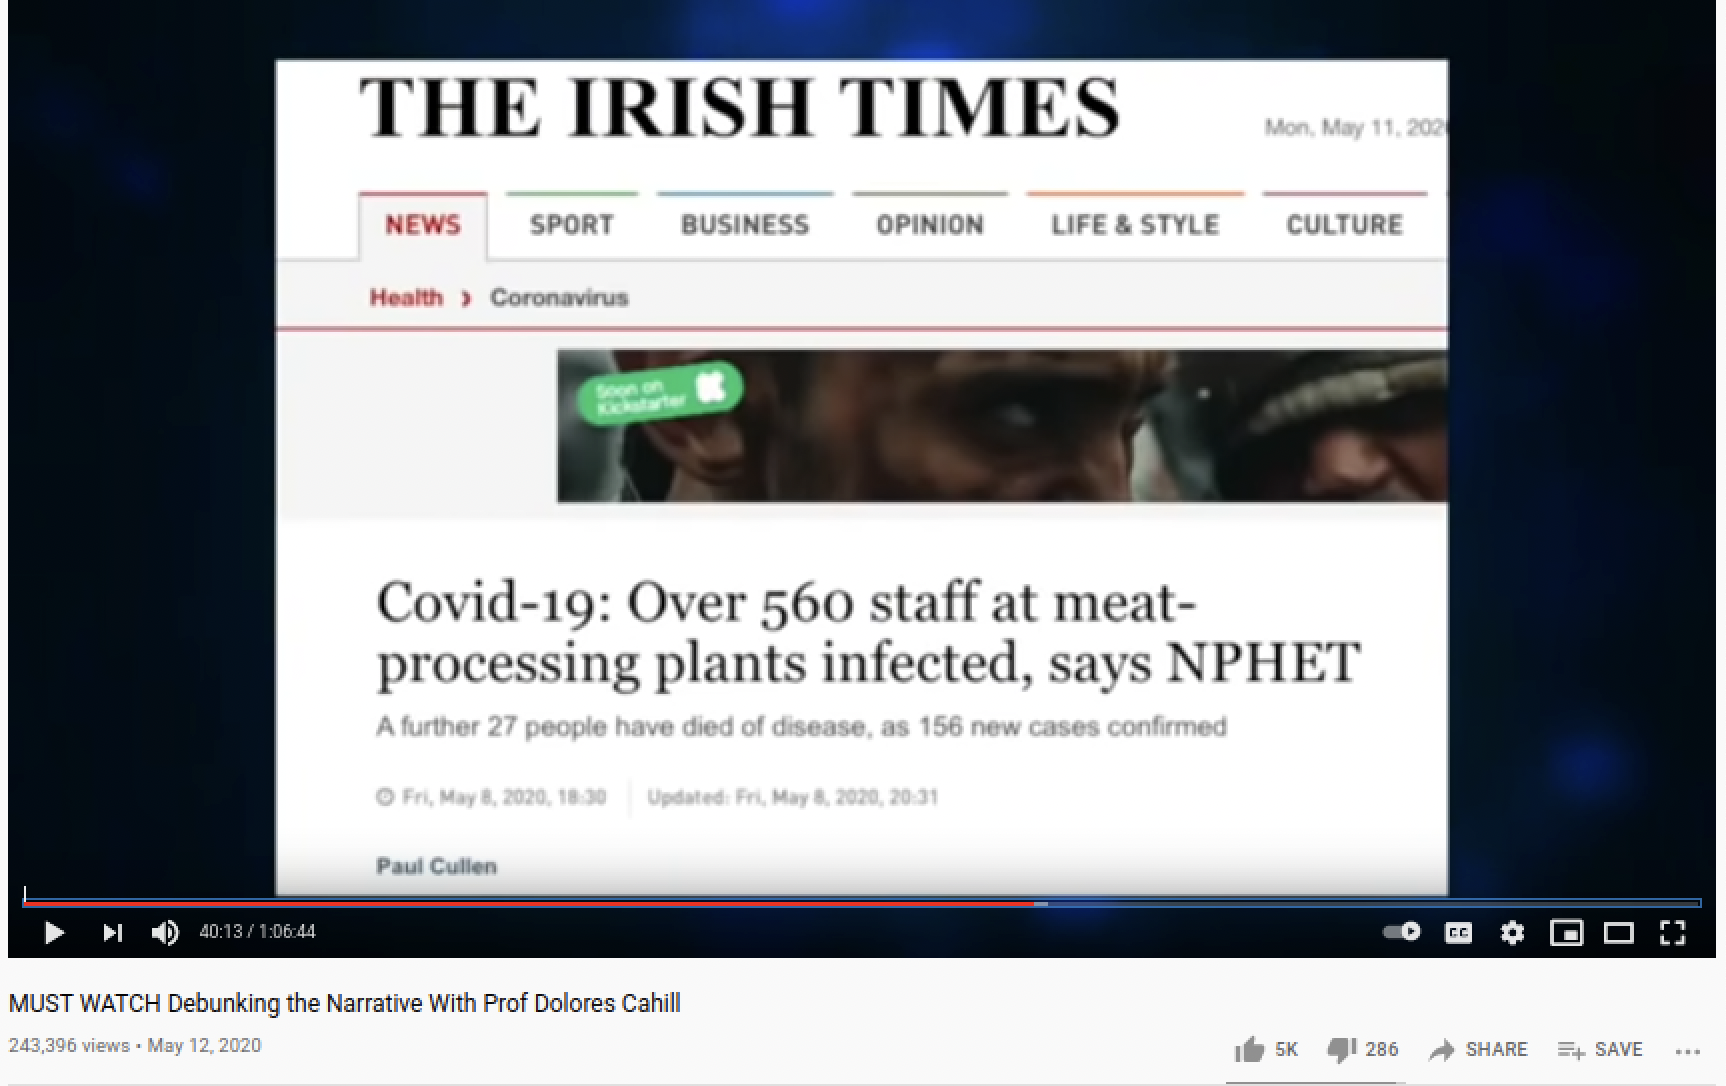 THE IRISH TIMES
Mon, May 11, 202
NEWS SPORT BUSINESS OPINION LIFE & STYLE CULTURE
Health › Coronavirus
Soon on
Kickstarter
Covid-19: Over 560 staff at meat-
processing plants infected, says NPHET
A further 27 people have died of disease, as 156 new cases confirmed
Fri, May 8, 2020, 18:30 Updated: Fri, May 8, 2020, 20:31
Paul Cullen
40:13 / 1:06:44 CC
MUST WATCH Debunking the Narrative With Prof Dolores Cahill
243,396 views • May 12, 2020 5K 286 SHARE SAVE